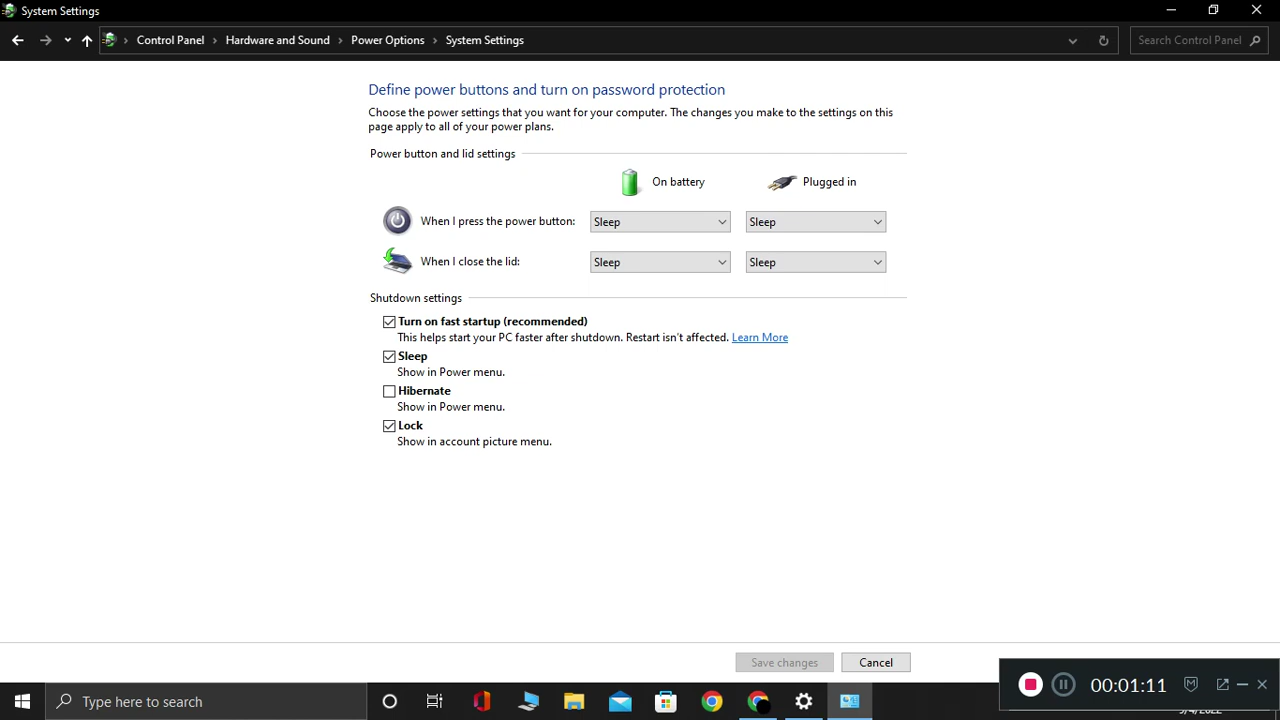 System Settings
Control Panel > Hardware and Sound > Power Options > System Settings
Search Control Panel
Define power buttons and turn on password protection
Choose the power settings that you want for your computer. The changes you make to the settings on this
page apply to all of your power plans.
Power button and lid settings
On battery Plugged in
When I press the power button: Sleep Sleep
When I close the lid: Sleep Sleep
Shutdown settings
Turn on fast startup (recommended)
This helps start your PC faster after shutdown. Restart isn't affected. Learn More
Sleep
Show in Power menu.
Hibernate
Show in Power menu.
Lock
Show in account picture menu.
Save changes Cancel
00:01:11
Type here to search